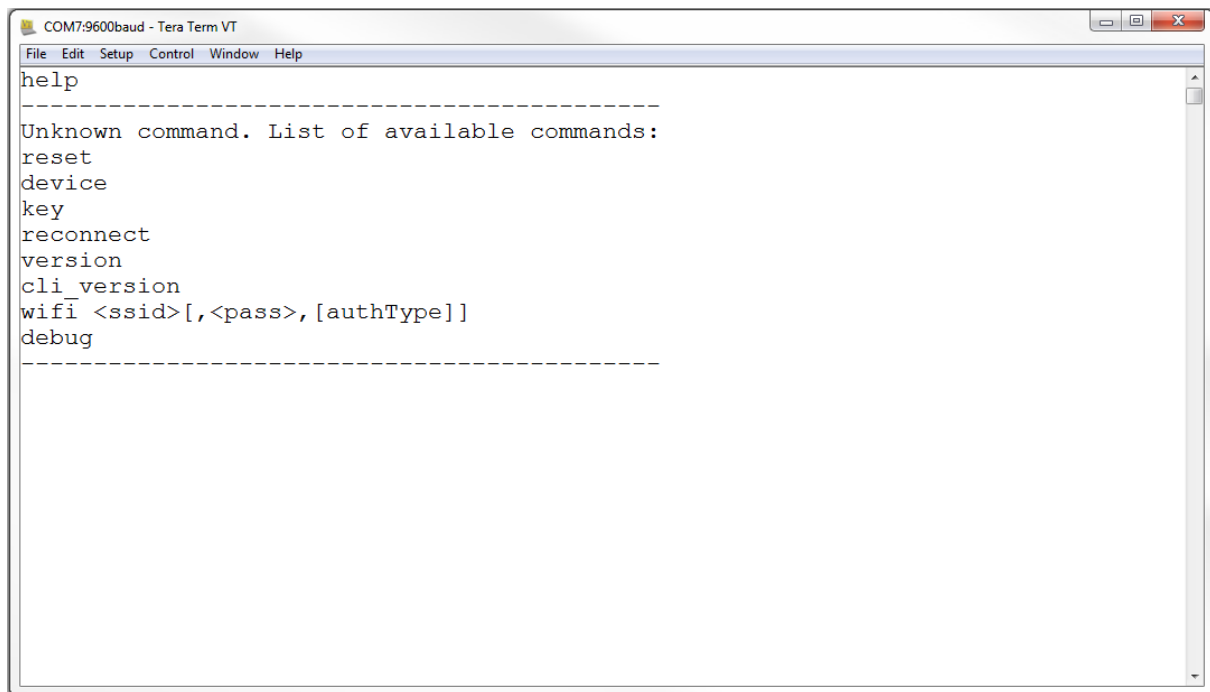 COM7:9600baud - Tera Term VT
File Edit Setup Control Window Help
help
--------------------------------------------
Unknown command. List of available commands:
reset
device
key
reconnect
version
cli_version
wifi <ssid>[,<pass>,[authType]]
debug
--------------------------------------------